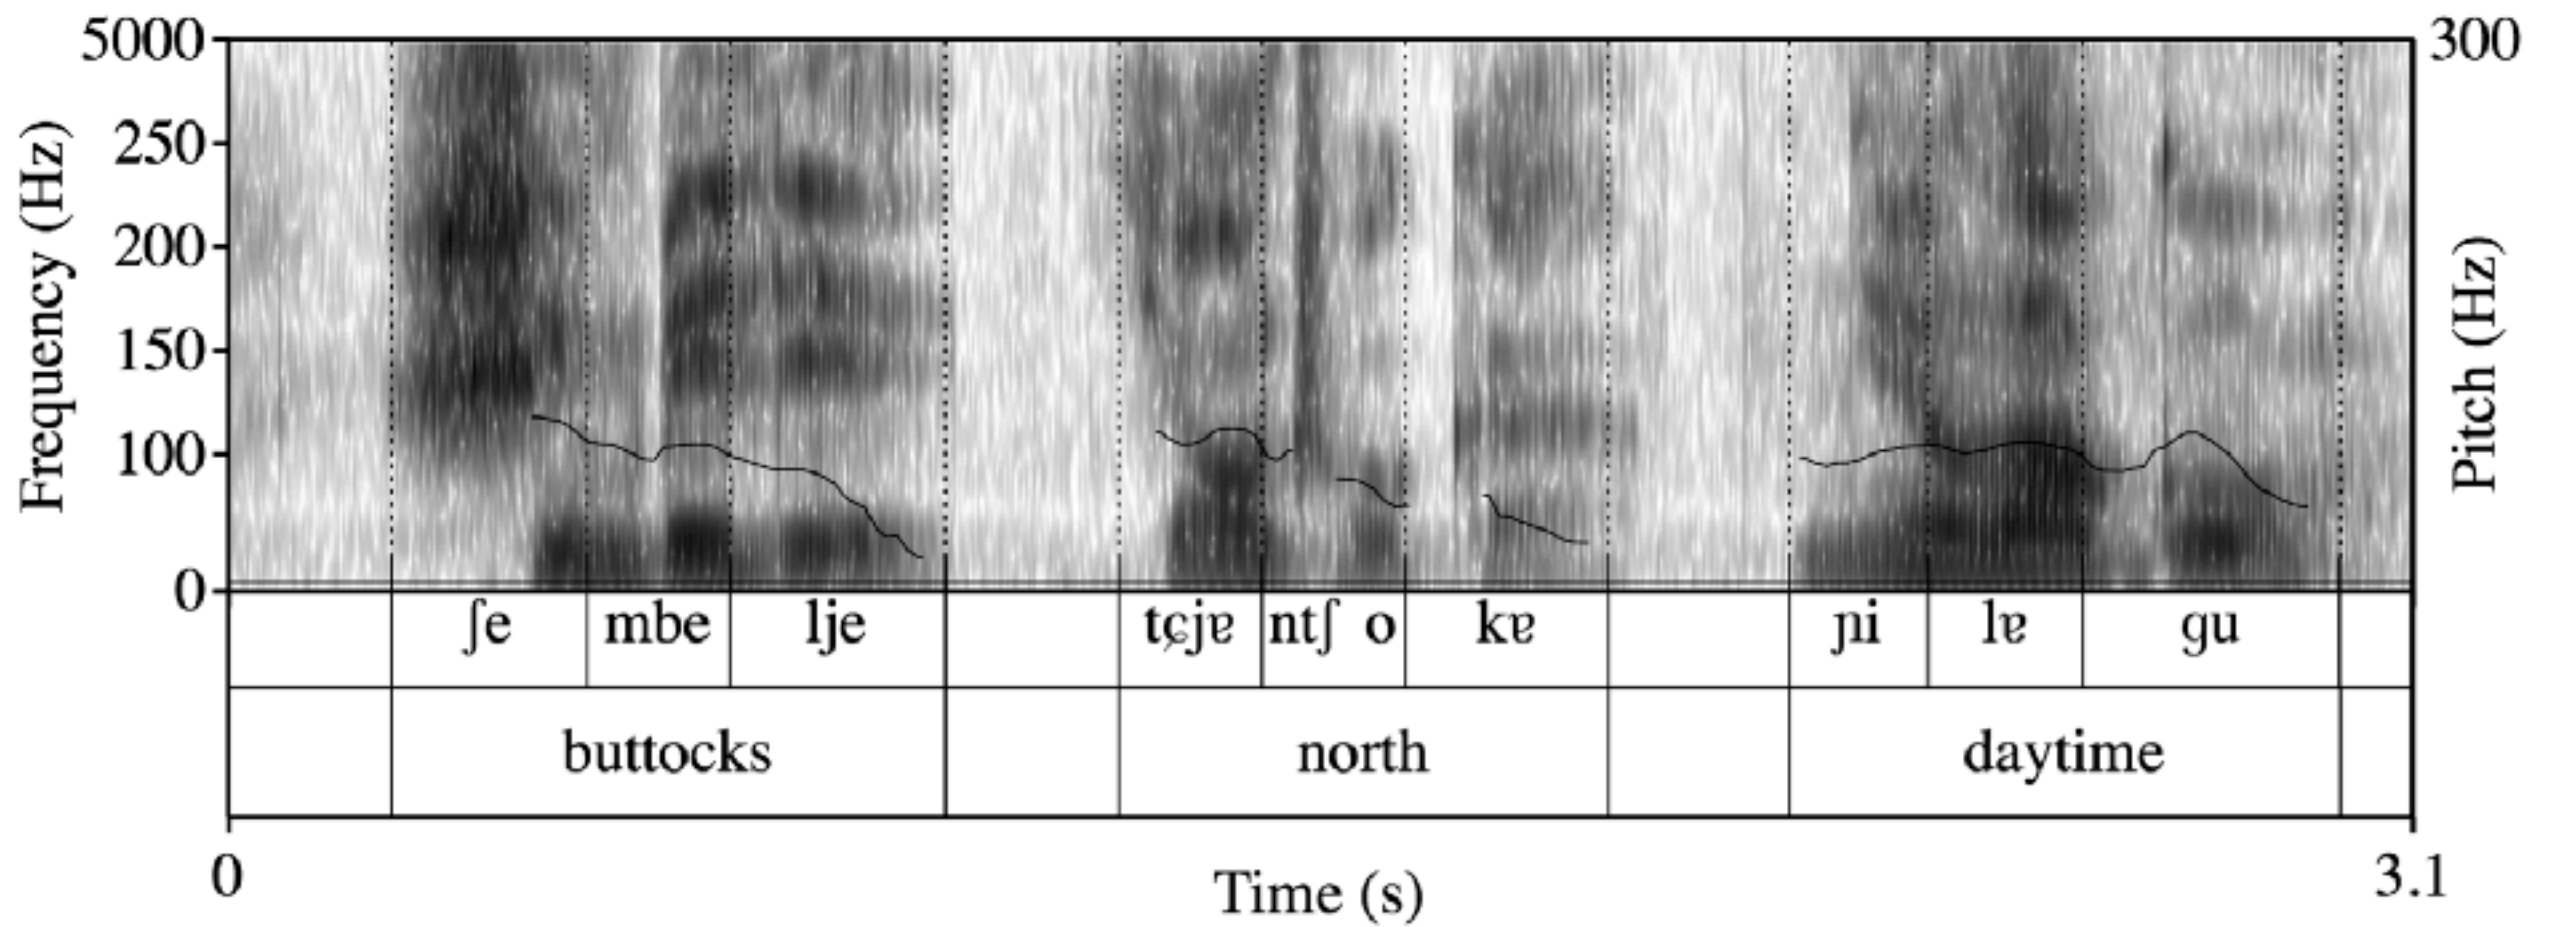 5000
300
250
200
150
100
0
Frequency (Hz)
Pitch (Hz)
ʃe mbe lje tɕjɐ ntʃ o kɐ ɲi lɐ gu
buttocks north daytime
0 Time (s) 3.1